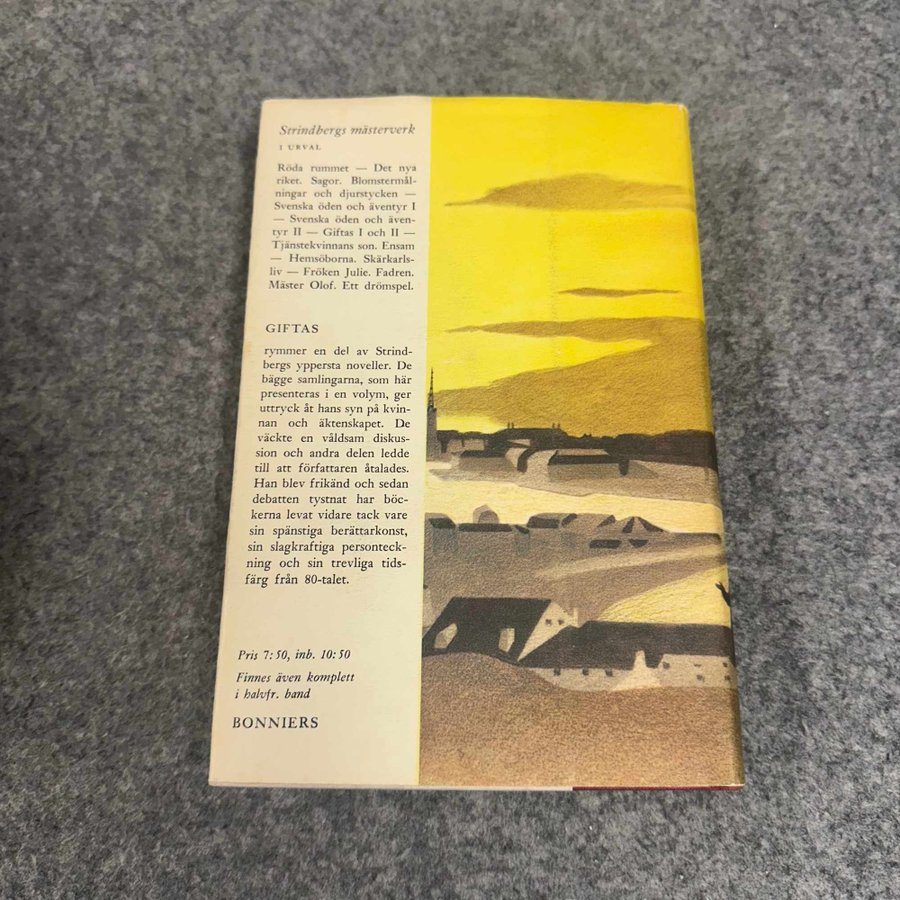 Strindbergs mästerverk
I URVAL
Röda rummet — Det nya
riket. Sagor. Blomstermål-
ningar och djurstycken —
Svenska öden och äventyr I
— Svenska öden och även-
tyr II — Giftas I och II —
Tjänstekvinnans son. Ensam
— Hemsöborna. Skärkarls-
liv — Fröken Julie. Fadren.
Mäster Olof. Ett drömspel.
GIFTAS
rymmer en del av Strind-
bergs yppersta noveller. De
bägge samlingarna, som här
presenteras i en volym, ger
uttryck åt hans syn på kvin-
nan och äktenskapet. De
väckte en våldsam diskus-
sion och andra delen ledde
till att författaren åtalades.
Han blev frikänd och sedan
debatten tystnat har böc-
kerna levat vidare tack vare
sin spänstiga berättarkonst,
sin slagkraftiga personteck-
ning och sin trevliga tids-
färg från 80-talet.
Pris 7:50, inb. 10:50
Finnes även komplett
i halvfr. band
BONNIERS